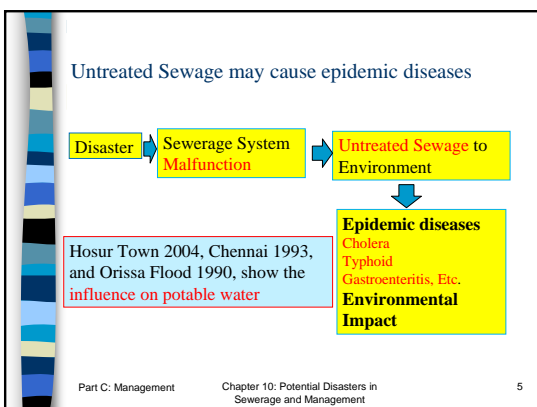 Untreated Sewage may cause epidemic diseases
Disaster
Sewerage System
Malfunction
Untreated Sewage to
Environment
Epidemic diseases
Cholera
Typhoid
Gastroenteritis, Etc.
Environmental
Impact
Hosur Town 2004, Chennai 1993,
and Orissa Flood 1990, show the
influence on potable water
Part C: Management
Chapter 10: Potential Disasters in
Sewerage and Management
5